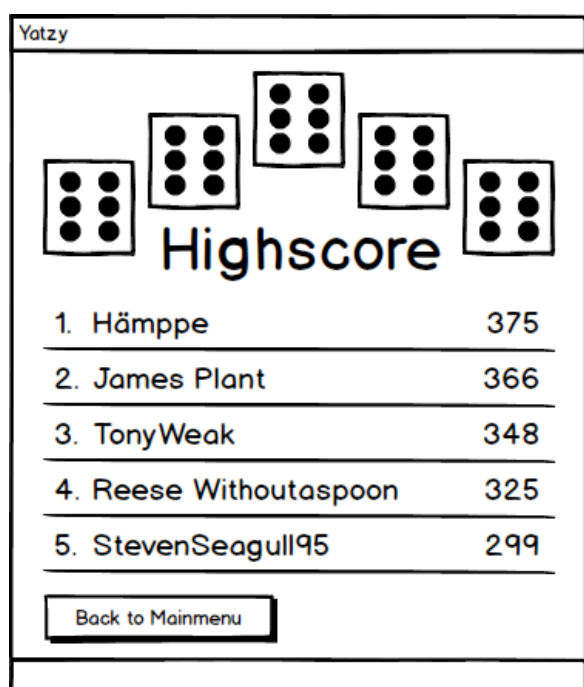 Yatzy
Highscore
1. Hämppe 375
2. James Plant 366
3. TonyWeak 348
4. Reese Withoutaspoon 325
5. StevenSeagull95 299
Back to Mainmenu